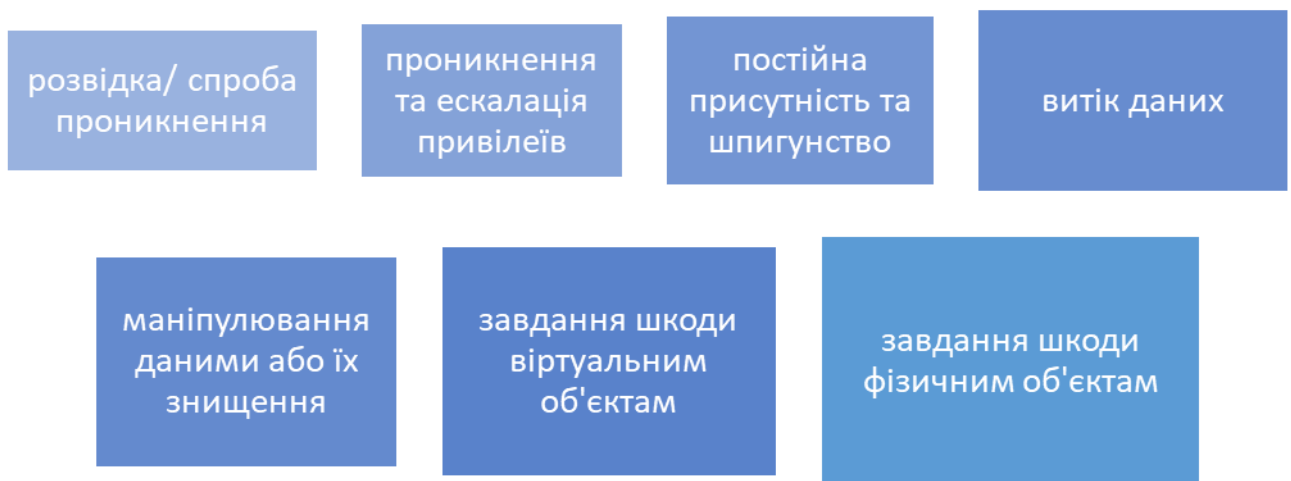 розвідка/ спроба
проникнення
проникнення
та ескалація
привілеїв
постійна
присутність та
шпигунство
витік даних
маніпулювання
даними або їх
знищення
завдання шкоди
віртуальним
об'єктам
завдання шкоди
фізичним об'єктам